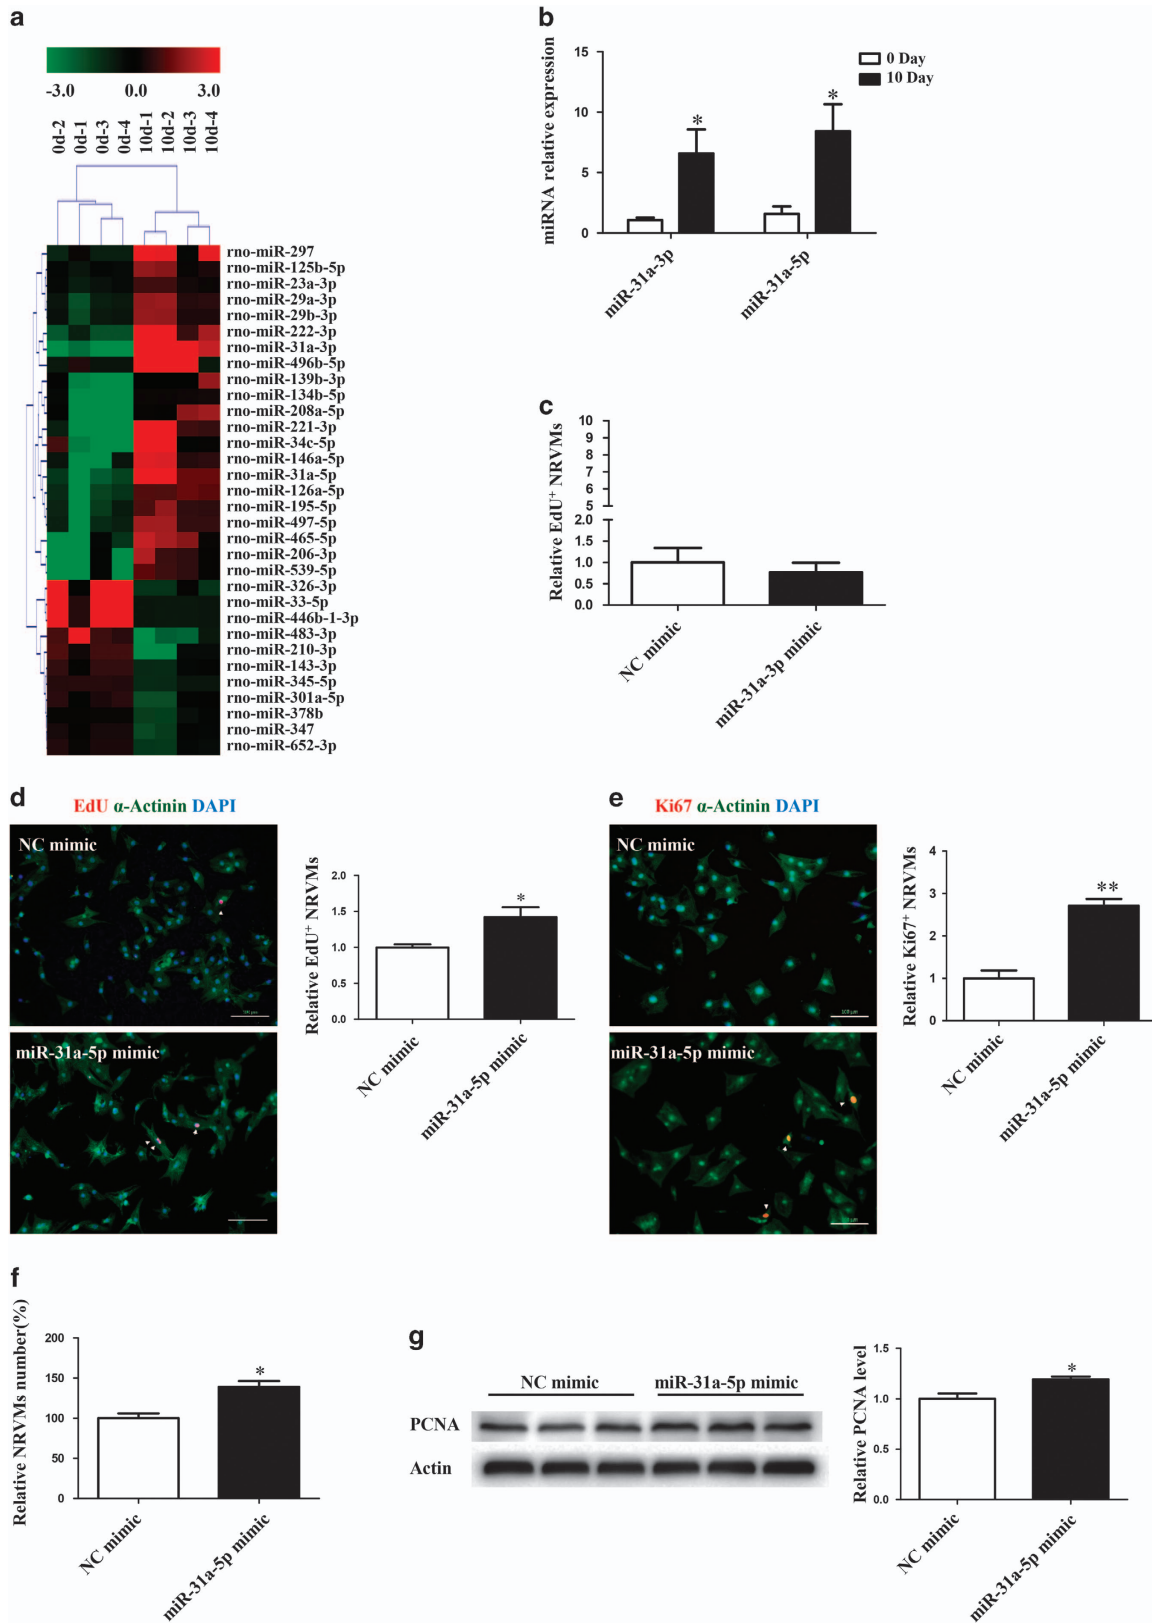 a
-3.0 0.0 3.0
0d-2 0d-1 0d-3 0d-4 10d-1 10d-2 10d-3 10d-4
rno-miR-297
rno-miR-125b-5p
rno-miR-23a-3p
rno-miR-29a-3p
rno-miR-29b-3p
rno-miR-222-3p
rno-miR-31a-3p
rno-miR-496b-5p
rno-miR-139b-3p
rno-miR-134b-5p
rno-miR-208a-5p
rno-miR-221-3p
rno-miR-34c-5p
rno-miR-146a-5p
rno-miR-31a-5p
rno-miR-126a-5p
rno-miR-195-5p
rno-miR-497-5p
rno-miR-465-5p
rno-miR-206-3p
rno-miR-539-5p
rno-miR-326-3p
rno-miR-33-5p
rno-miR-446b-1-3p
rno-miR-483-3p
rno-miR-210-3p
rno-miR-143-3p
rno-miR-345-5p
rno-miR-301a-5p
rno-miR-378b
rno-miR-347
rno-miR-652-3p
b
miRNA relative expression
15
10
5
0
0 Day
10 Day
* *
miR-31a-3p miR-31a-5p
c
Relative EdU+ NRVMs
10
9
8
7
6
5
2.0
1.5
1.0
0.5
0.0
NC mimic miR-31a-3p mimic
d
EdU α-Actinin DAPI
NC mimic
100 µm
miR-31a-5p mimic
Relative EdU+ NRVMs
2.0
1.5
1.0
0.5
0.0
*
NC mimic miR-31a-5p mimic
e
Ki67 α-Actinin DAPI
NC mimic
100 µm
miR-31a-5p mimic
Relative Ki67+ NRVMs
4
3
2
1
0
**
NC mimic miR-31a-5p mimic
f
Relative NRVMs number(%)
200
150
100
50
0
*
NC mimic miR-31a-5p mimic
g
NC mimic miR-31a-5p mimic
PCNA
Actin
Relative PCNA level
1.5
1.0
0.5
0.0
*
NC mimic miR-31a-5p mimic